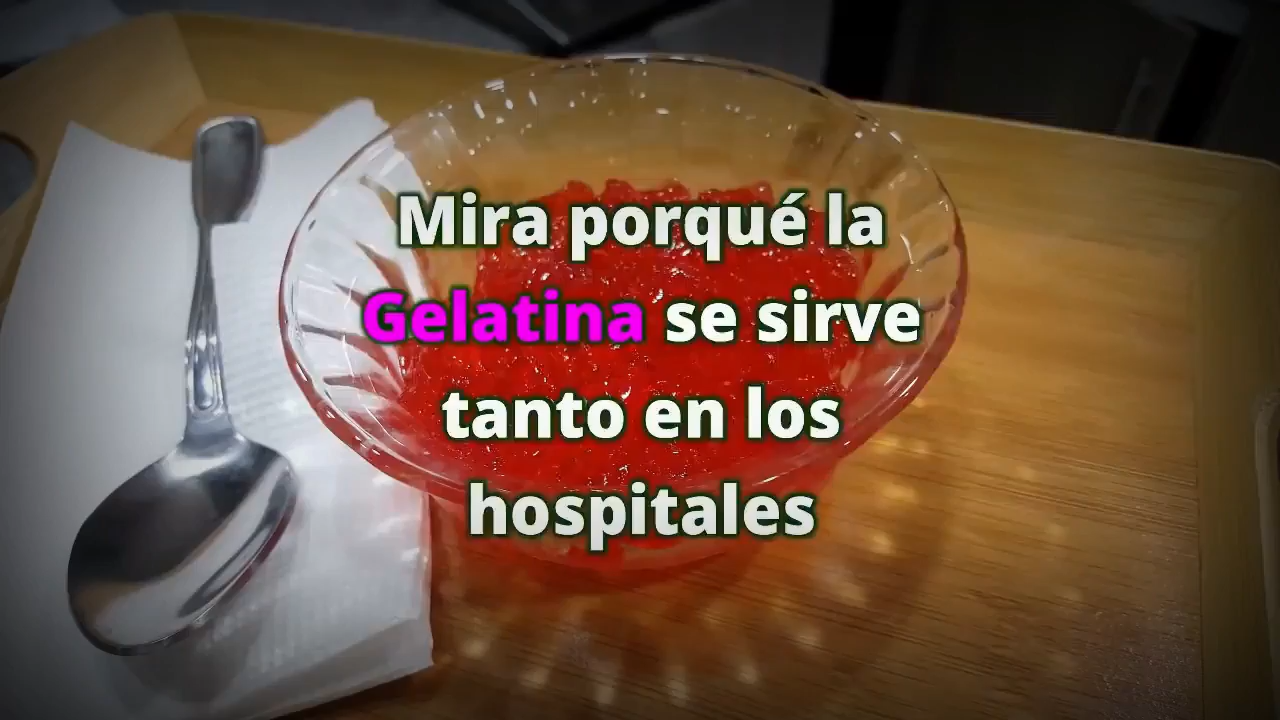 Mira porqué la
Gelatina se sirve
tanto en los
hospitales